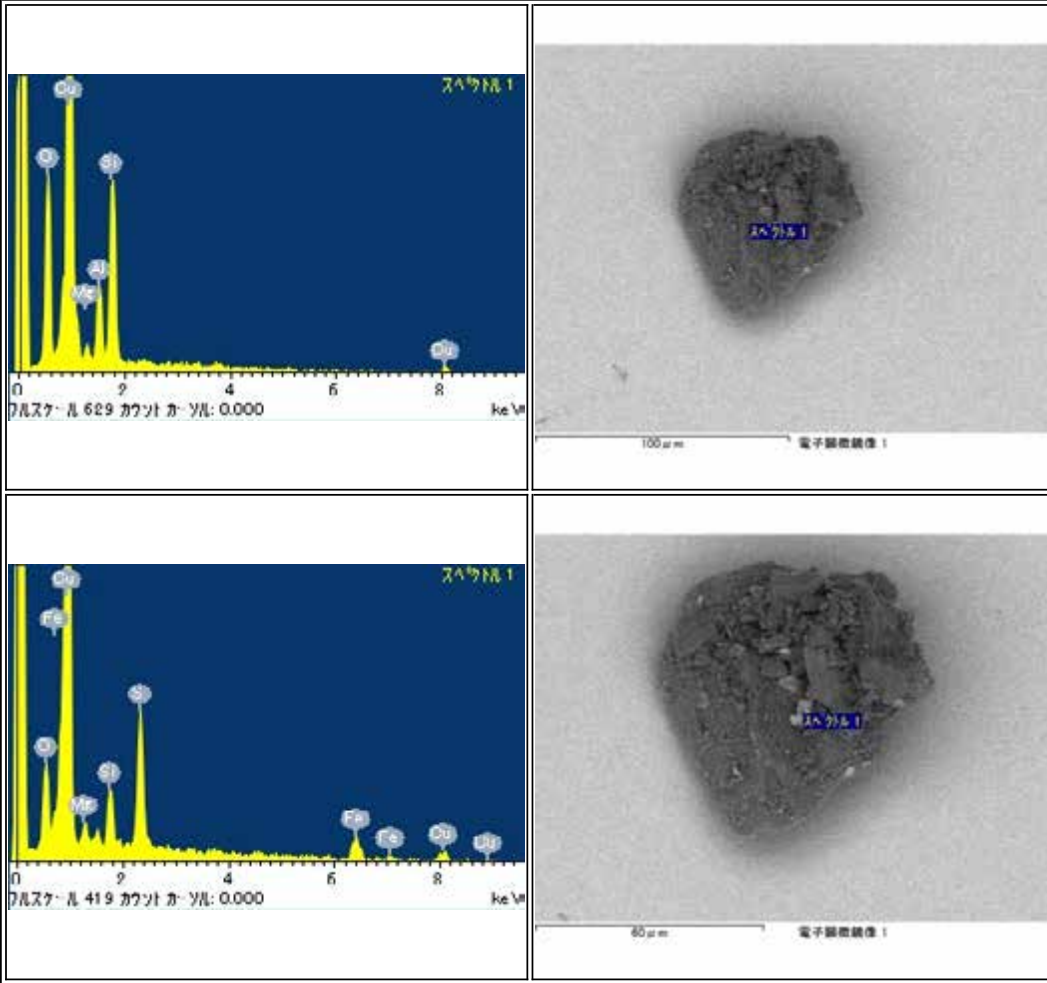 スペクトル 1
Cu
O
Si
Al
Mg
Cu
0 2 4 6 8
フルスケール 629 カウント カーソル: 0.000 keV
スペクトル 1
100μm 電子顕微鏡像 1
スペクトル 1
Cu
Fe
S
O
Si
Mg
Fe
Fe
Cu
Cu
0 2 4 6 8
フルスケール 419 カウント カーソル: 0.000 keV
スペクトル 1
60μm 電子顕微鏡像 1